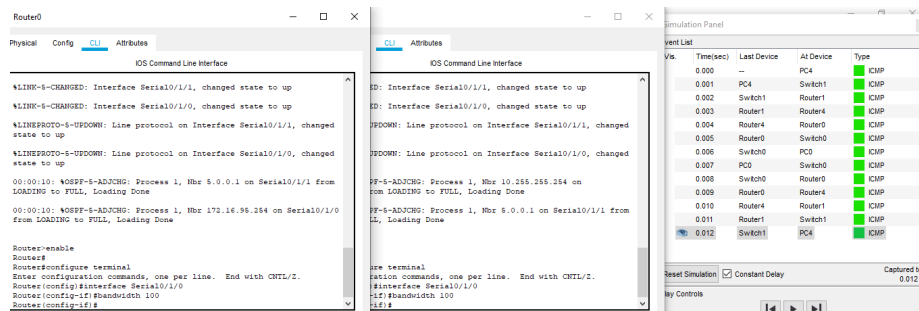 Router0
Physical Config CLI Attributes
IOS Command Line Interface
%LINK-5-CHANGED: Interface Serial0/1/1, changed state to up
%LINK-5-CHANGED: Interface Serial0/1/0, changed state to up
%LINEPROTO-5-UPDOWN: Line protocol on Interface Serial0/1/1, changed
state to up
%LINEPROTO-5-UPDOWN: Line protocol on Interface Serial0/1/0, changed
state to up
00:00:10: %OSPF-5-ADJCHG: Process 1, Nbr 5.0.0.1 on Serial0/1/1 from
LOADING to FULL, Loading Done
00:00:10: %OSPF-5-ADJCHG: Process 1, Nbr 172.16.95.254 on Serial0/1/0
from LOADING to FULL, Loading Done
Router>enable
Router#
Router#configure terminal
Enter configuration commands, one per line. End with CNTL/Z.
Router(config)#interface Serial0/1/0
Router(config-if)#bandwidth 100
Router(config-if)#
CLI Attributes
IOS Command Line Interface
ED: Interface Serial0/1/1, changed state to up
ED: Interface Serial0/1/0, changed state to up
UPDOWN: Line protocol on Interface Serial0/1/1, changed
UPDOWN: Line protocol on Interface Serial0/1/0, changed
PF-5-ADJCHG: Process 1, Nbr 10.255.255.254 on
rom LOADING to FULL, Loading Done
PF-5-ADJCHG: Process 1, Nbr 5.0.0.1 on Serial0/1/1 from
LL, Loading Done
ure terminal
ration commands, one per line. End with CNTL/Z.
)#interface Serial0/1/0
-if)#bandwidth 100
-if)#
Simulation Panel
vent List
Vis. Time(sec) Last Device At Device Type
0.000 -- PC4 ICMP
0.001 PC4 Switch1 ICMP
0.002 Switch1 Router1 ICMP
0.003 Router1 Router4 ICMP
0.004 Router4 Router0 ICMP
0.005 Router0 Switch0 ICMP
0.006 Switch0 PC0 ICMP
0.007 PC0 Switch0 ICMP
0.008 Switch0 Router0 ICMP
0.009 Router0 Router4 ICMP
0.010 Router4 Router1 ICMP
0.011 Router1 Switch1 ICMP
0.012 Switch1 PC4 ICMP
Reset Simulation Constant Delay Captured to
0.012
lay Controls